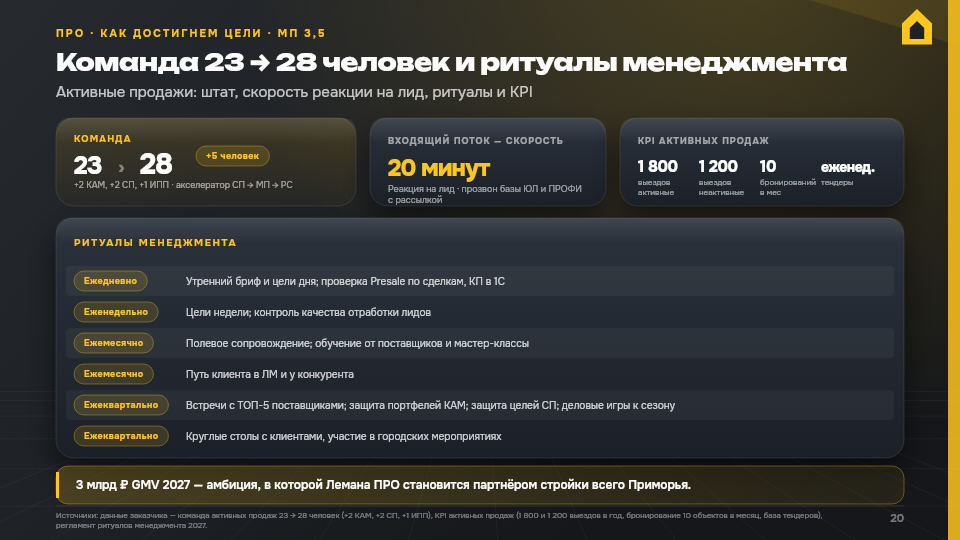 ПРО · КАК ДОСТИГНЕМ ЦЕЛИ · МП 3,5
Команда 23 → 28 человек и ритуалы менеджмента
Активные продажи: штат, скорость реакции на лид, ритуалы и KPI
КОМАНДА
23 › 28 +5 человек
+2 КАМ, +2 СП, +1 ИПП · акселератор СП → МП → РС
ВХОДЯЩИЙ ПОТОК — СКОРОСТЬ
20 минут
Реакция на лид · прозвон базы ЮЛ и ПРОФИ
с рассылкой
KPI АКТИВНЫХ ПРОДАЖ
1 800 1 200 10 еженед.
выездов выездов бронирований тендеры
активные неактивные в мес
РИТУАЛЫ МЕНЕДЖМЕНТА
Ежедневно Утренний бриф и цели дня; проверка Presale по сделкам, КП в 1С
Еженедельно Цели недели; контроль качества отработки лидов
Ежемесячно Полевое сопровождение; обучение от поставщиков и мастер-классы
Ежемесячно Путь клиента в ЛМ и у конкурента
Ежеквартально Встречи с ТОП-5 поставщиками; защита портфелей КАМ; защита целей СП; деловые игры к сезону
Ежеквартально Круглые столы с клиентами, участие в городских мероприятиях
3 млрд ₽ GMV 2027 — амбиция, в которой Лемана ПРО становится партнёром стройки всего Приморья.
Источники: данные заказчика — команда активных продаж 23 → 28 человек (+2 КАМ, +2 СП, +1 ИПП), KPI активных продаж (1 800 и 1 200 выездов в год, бронирование 10 объектов в месяц, база тендеров),
регламент ритуалов менеджмента 2027.
20